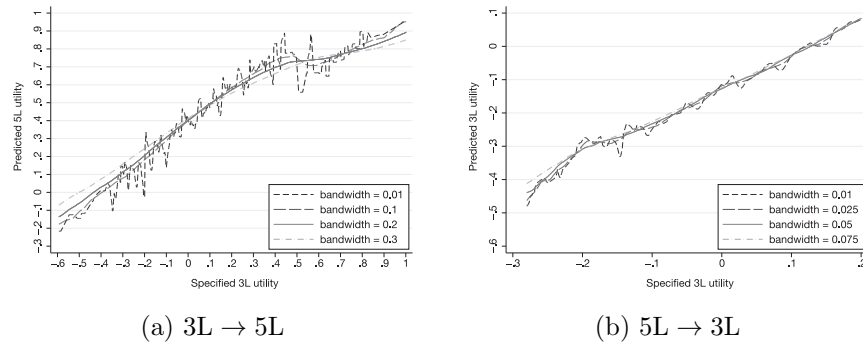 Predicted 5L utility
1
.9
.8
.7
.6
.5
.4
.3
.2
.1
0
-.1
-.2
-.3
bandwidth = 0.01
bandwidth = 0.1
bandwidth = 0.2
bandwidth = 0.3
-.6 -.5 -.4 -.3 -.2 -.1 0 .1 .2 .3 .4 .5 .6 .7 .8 .9 1
Specified 3L utility
(a) 3L → 5L
Predicted 3L utility
.1
0
-.1
-.2
-.3
-.4
-.5
-.6
bandwidth = 0.01
bandwidth = 0.025
bandwidth = 0.05
bandwidth = 0.075
-.3 -.2 -.1 0 .1 .2
Specified 3L utility
(b) 5L → 3L